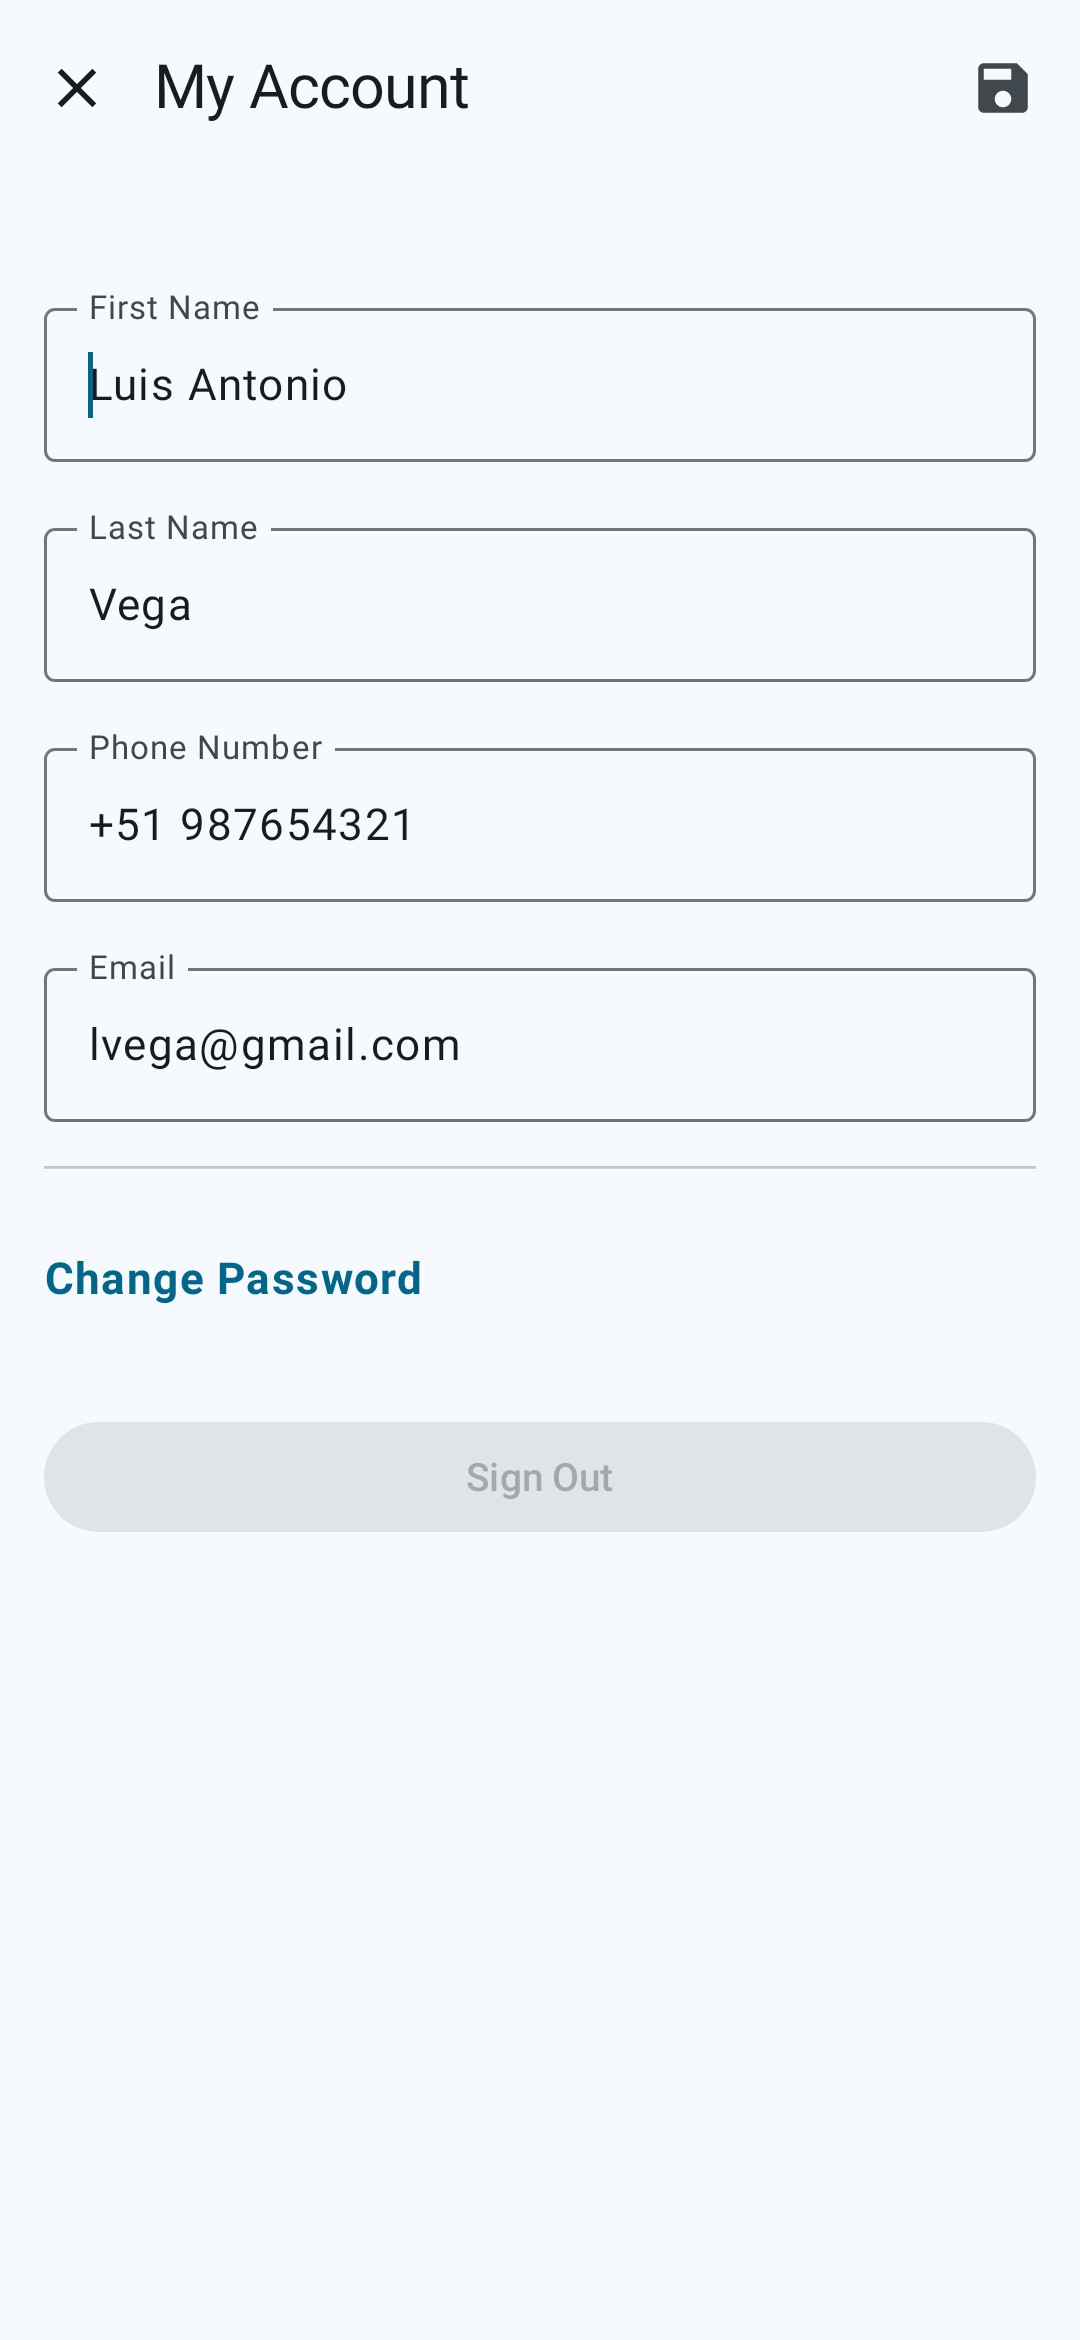 My Account
First Name
Luis Antonio
Last Name
Vega
Phone Number
+51 987654321
Email
lvega@gmail.com
Change Password
Sign Out